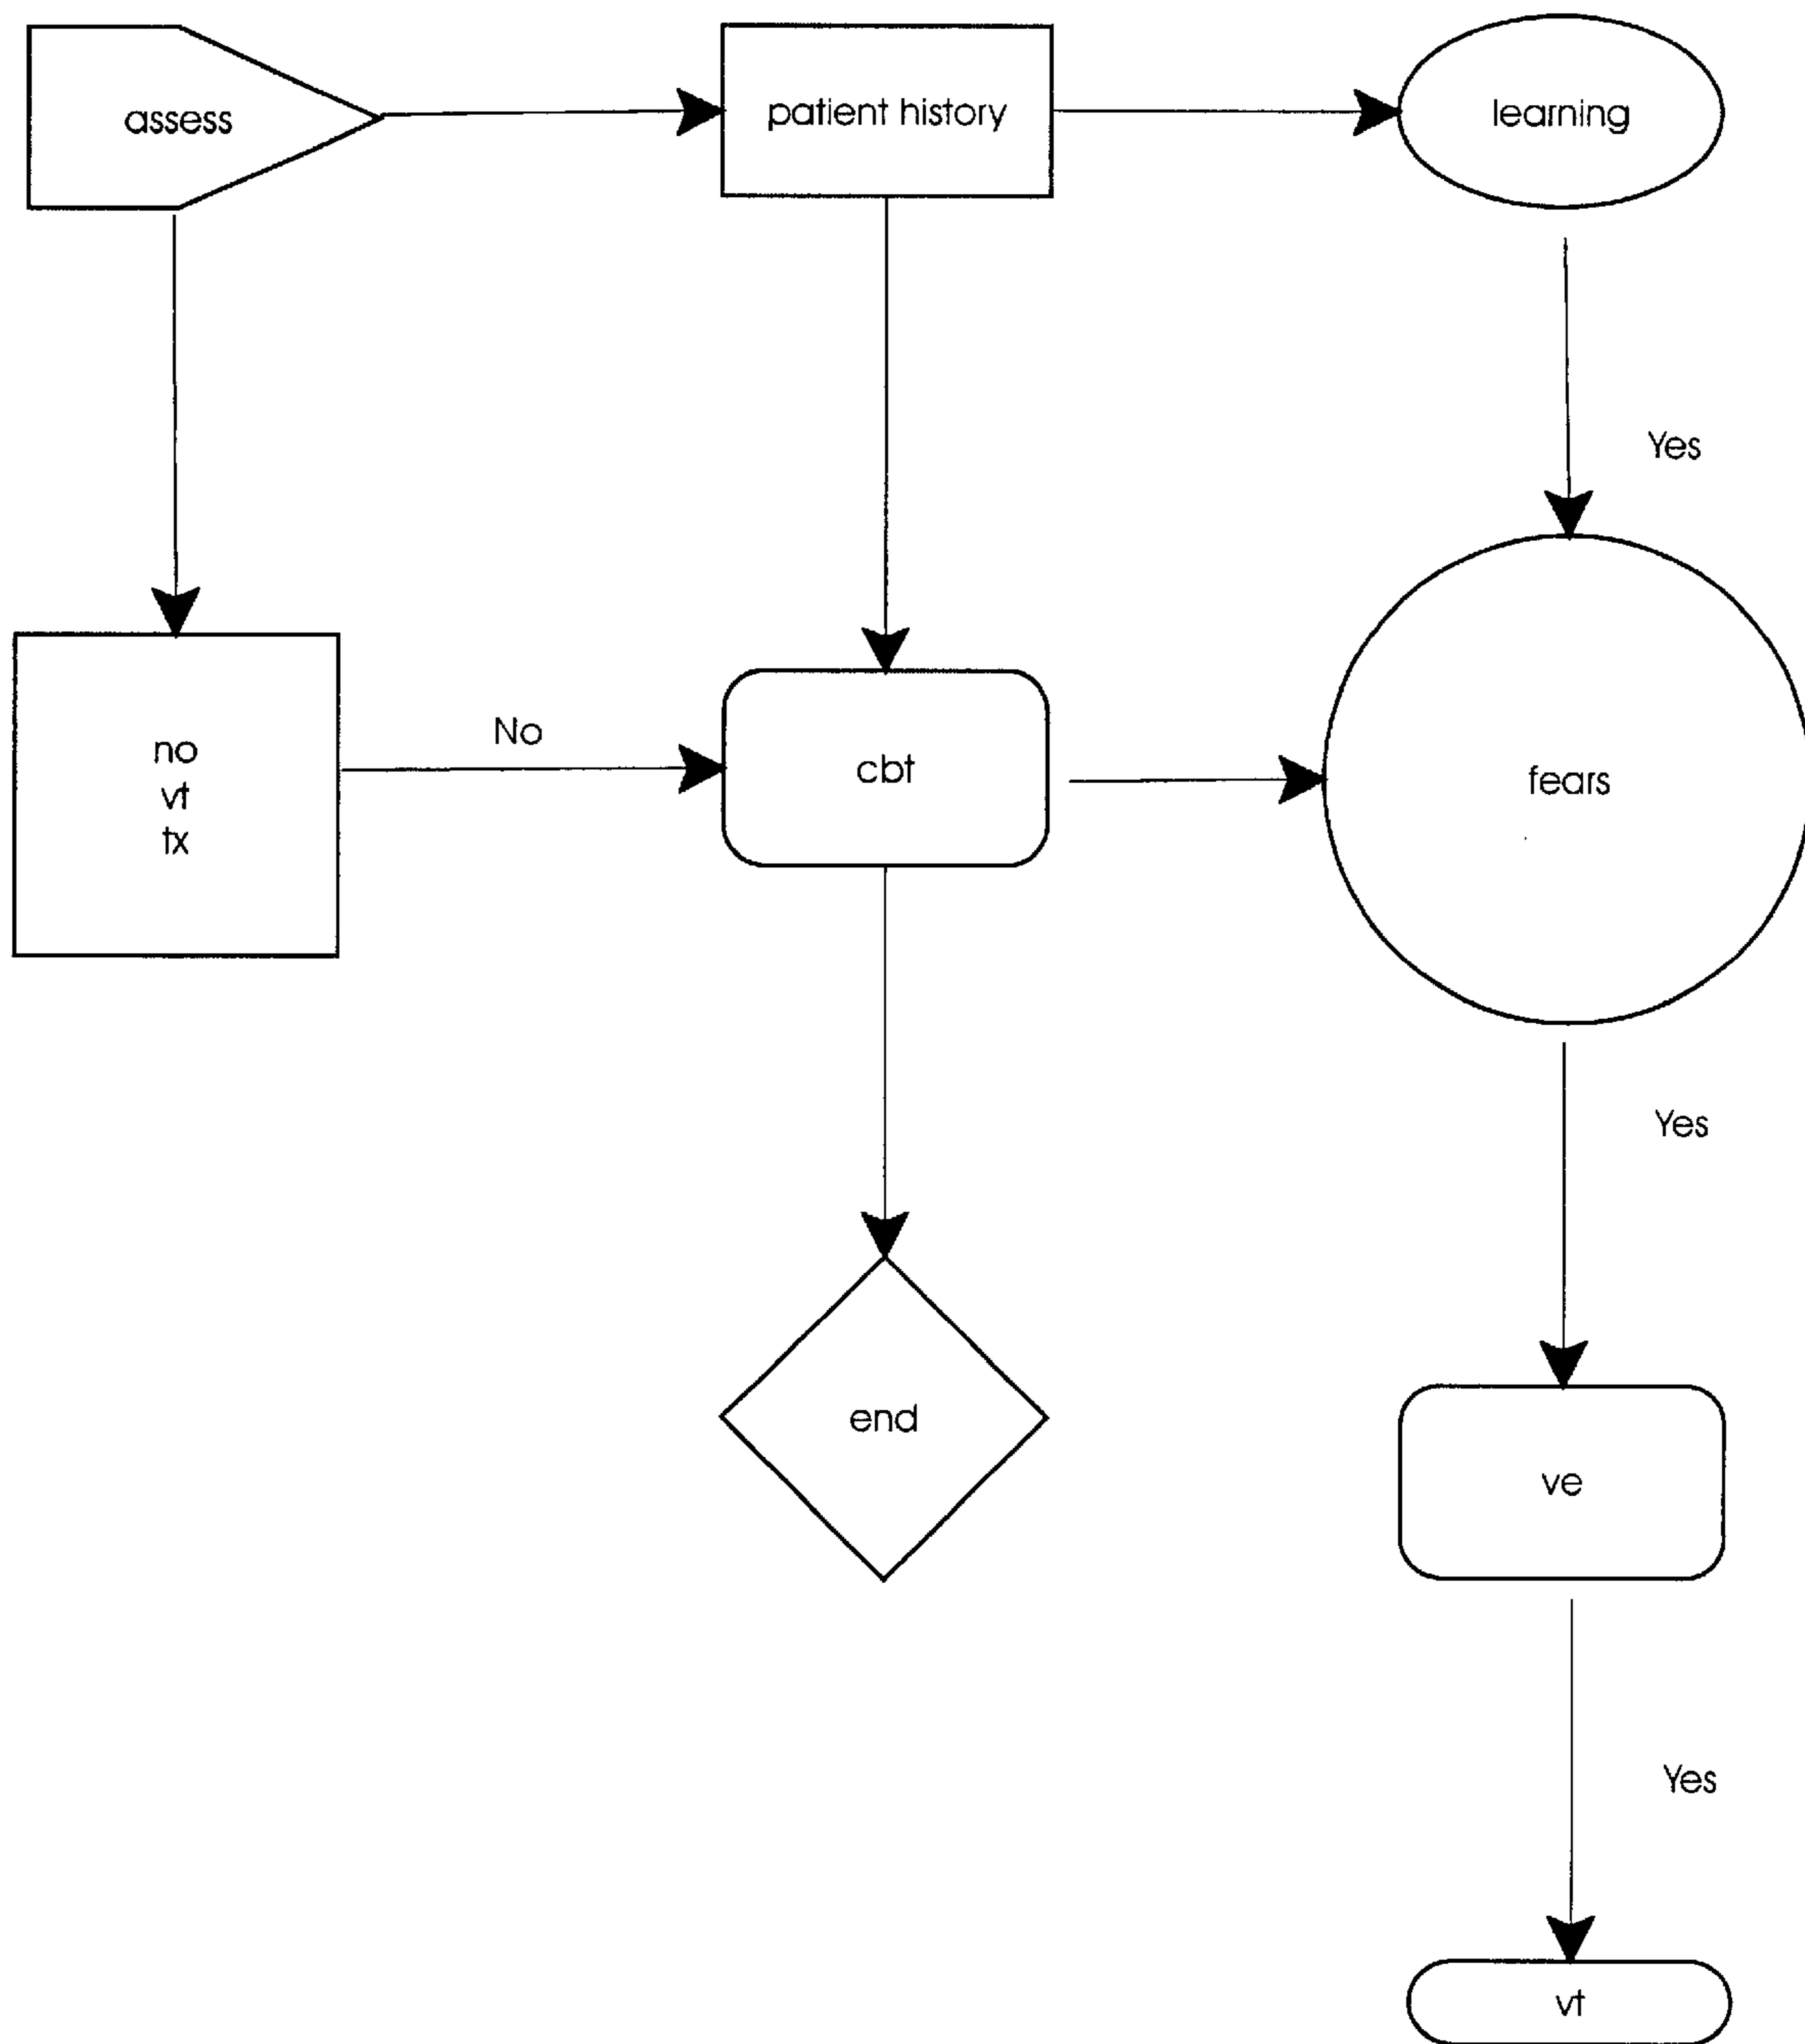 assess
patient history
learning
Yes
no
vt
tx
No
cbt
fears
Yes
end
ve
Yes
vt